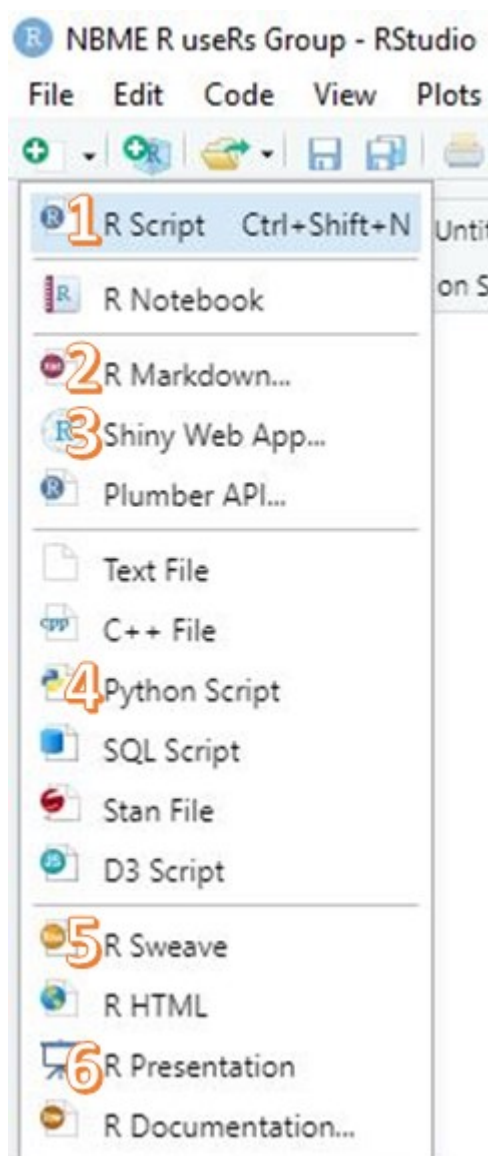 NBME R useRs Group - RStudio
File Edit Code View Plots
1 R Script Ctrl+Shift+N
Untit
R Notebook
on S
2 R Markdown...
3 Shiny Web App...
Plumber API...
Text File
C++ File
4 Python Script
SQL Script
Stan File
D3 Script
5 R Sweave
R HTML
6 R Presentation
R Documentation...